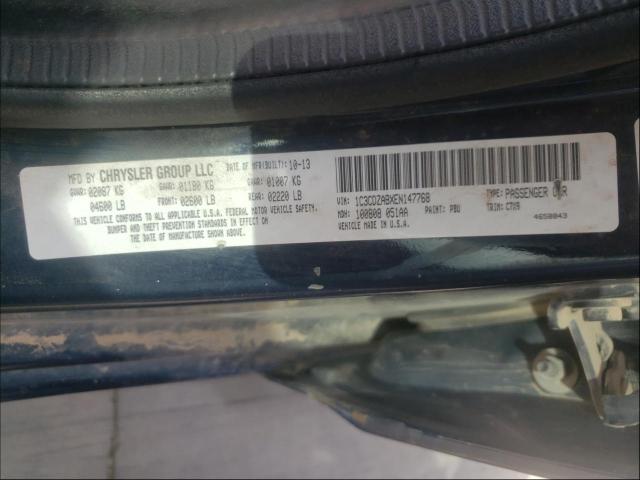 MFD BY CHRYSLER GROUP LLC DATE OF MFR(BUILT): 10-13
GVWR: 02087 KG GAWR: 01180 KG GAWR: 01007 KG
04600 LB FRONT: 02600 LB REAR: 02220 LB
THIS VEHICLE CONFORMS TO ALL APPLICABLE U.S.A. FEDERAL MOTOR VEHICLE SAFETY,
BUMPER AND THEFT PREVENTION STANDARDS IN EFFECT ON
THE DATE OF MANUFACTURE SHOWN ABOVE.
VIN: 1C3CDZABXEN147768 TYPE: PASSENGER CAR
MDH: 100808 051AA PAINT: PBU TRIM: C7X9
VEHICLE MADE IN U.S.A. 4658043